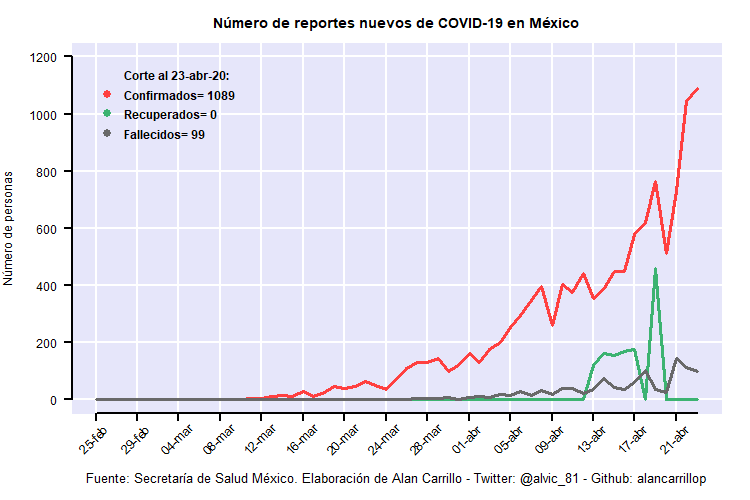 Número de reportes nuevos de COVID-19 en México
Número de personas
1200
1000
800
600
400
200
0
Corte al 23-abr-20:
Confirmados= 1089
Recuperados= 0
Fallecidos= 99
25-feb
29-feb
04-mar
08-mar
12-mar
16-mar
20-mar
24-mar
28-mar
01-abr
05-abr
09-abr
13-abr
17-abr
21-abr
Fuente: Secretaría de Salud México. Elaboración de Alan Carrillo - Twitter: @alvic_81 - Github: alancarrillop